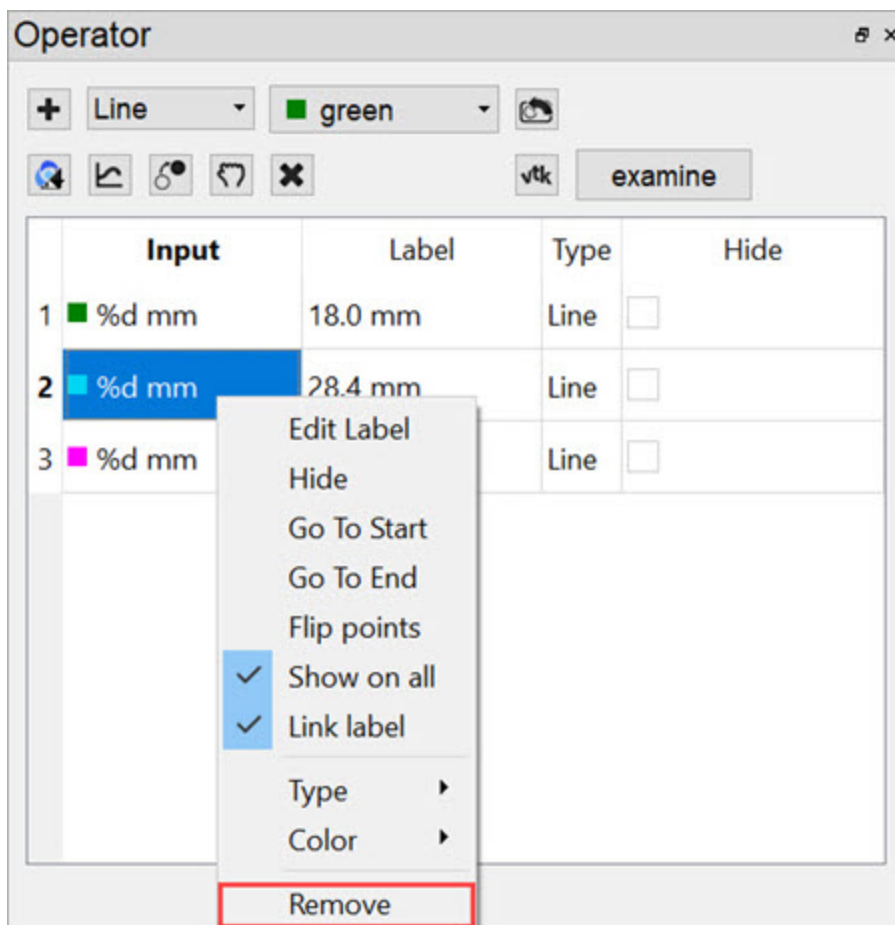 Operator
Line green
vtk examine
Input Label Type Hide
1 %d mm 18.0 mm Line
2 %d mm 28.4 mm Line
3 %d mm Line
Edit Label
Hide
Go To Start
Go To End
Flip points
Show on all
Link label
Type
Color
Remove